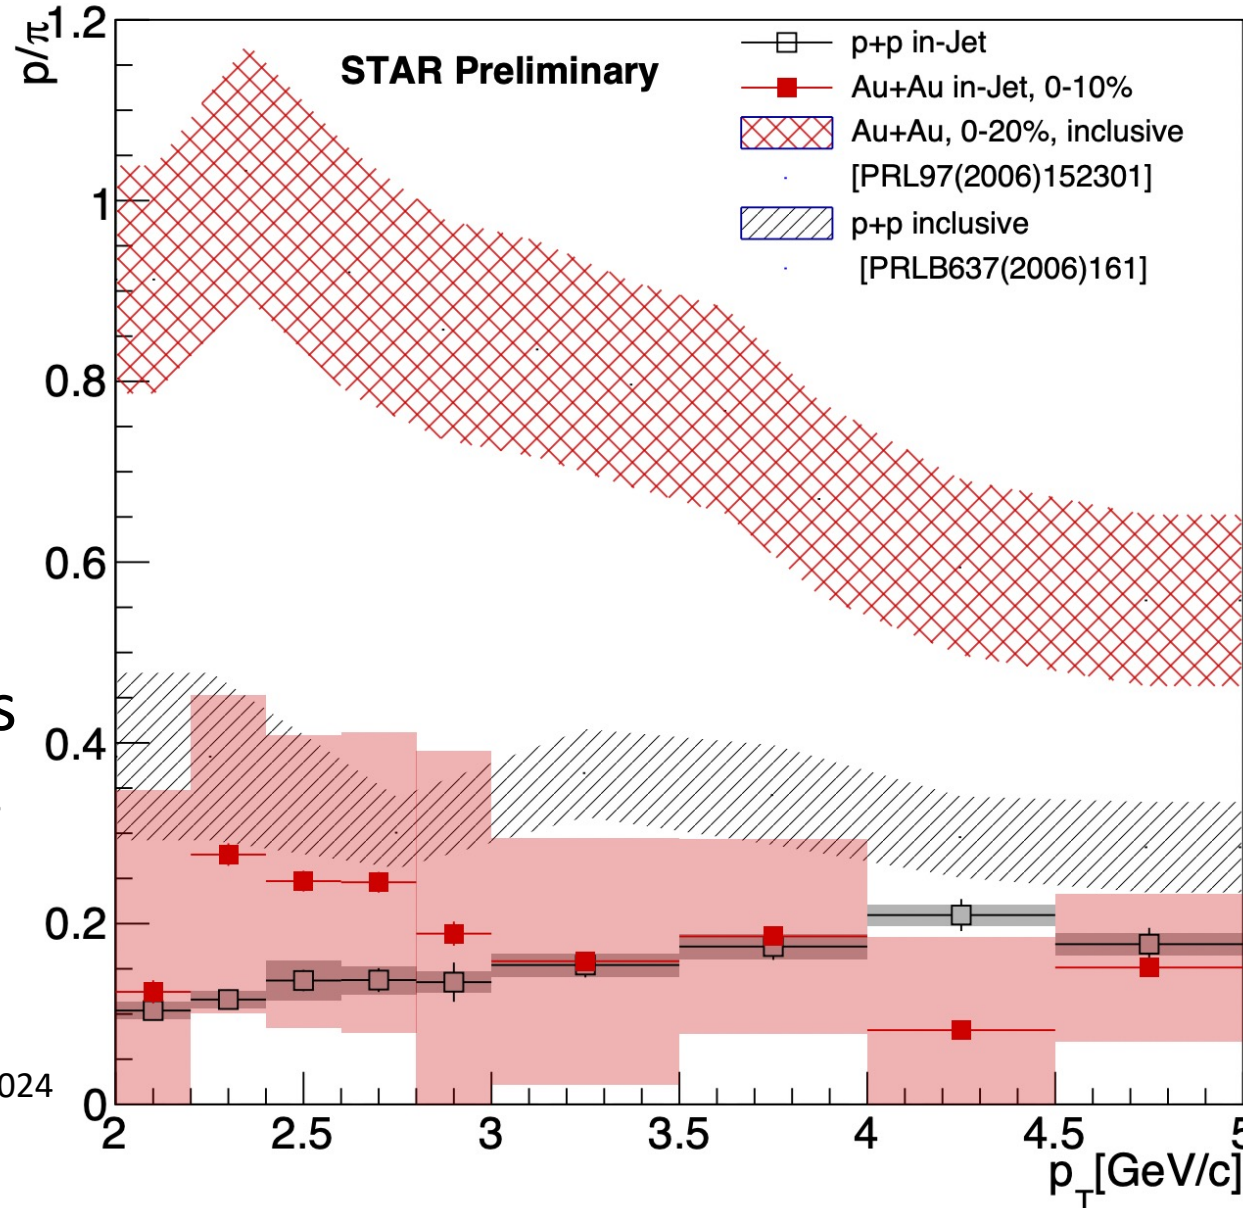 p/π
STAR Preliminary
p+p in-Jet
Au+Au in-Jet, 0-10%
Au+Au, 0-20%, inclusive
[PRL97(2006)152301]
p+p inclusive
[PRLB637(2006)161]
1.2
1
0.8
0.6
0.4
0.2
0
s
024
2 2.5 3 3.5 4 4.5 5
p_T[GeV/c]